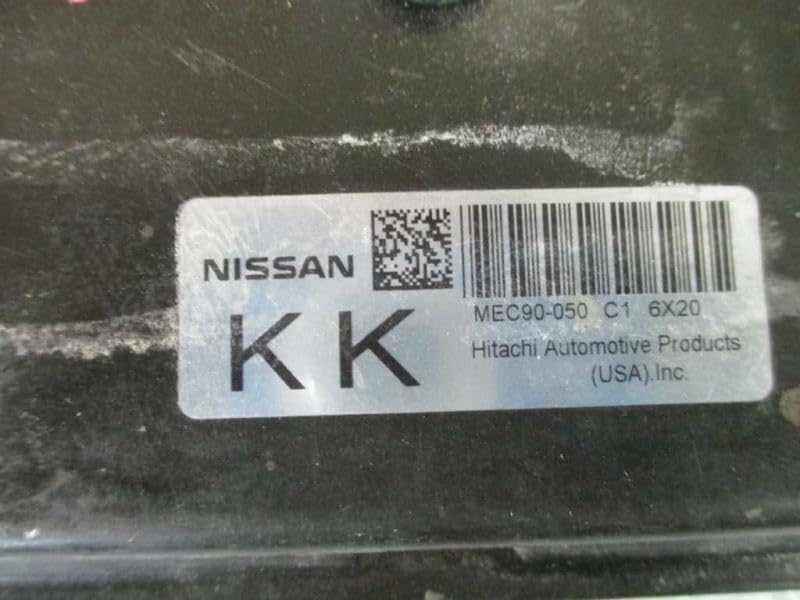 NISSAN
KK
MEC90-050 C1 6X20
Hitachi Automotive Products
(USA).Inc.